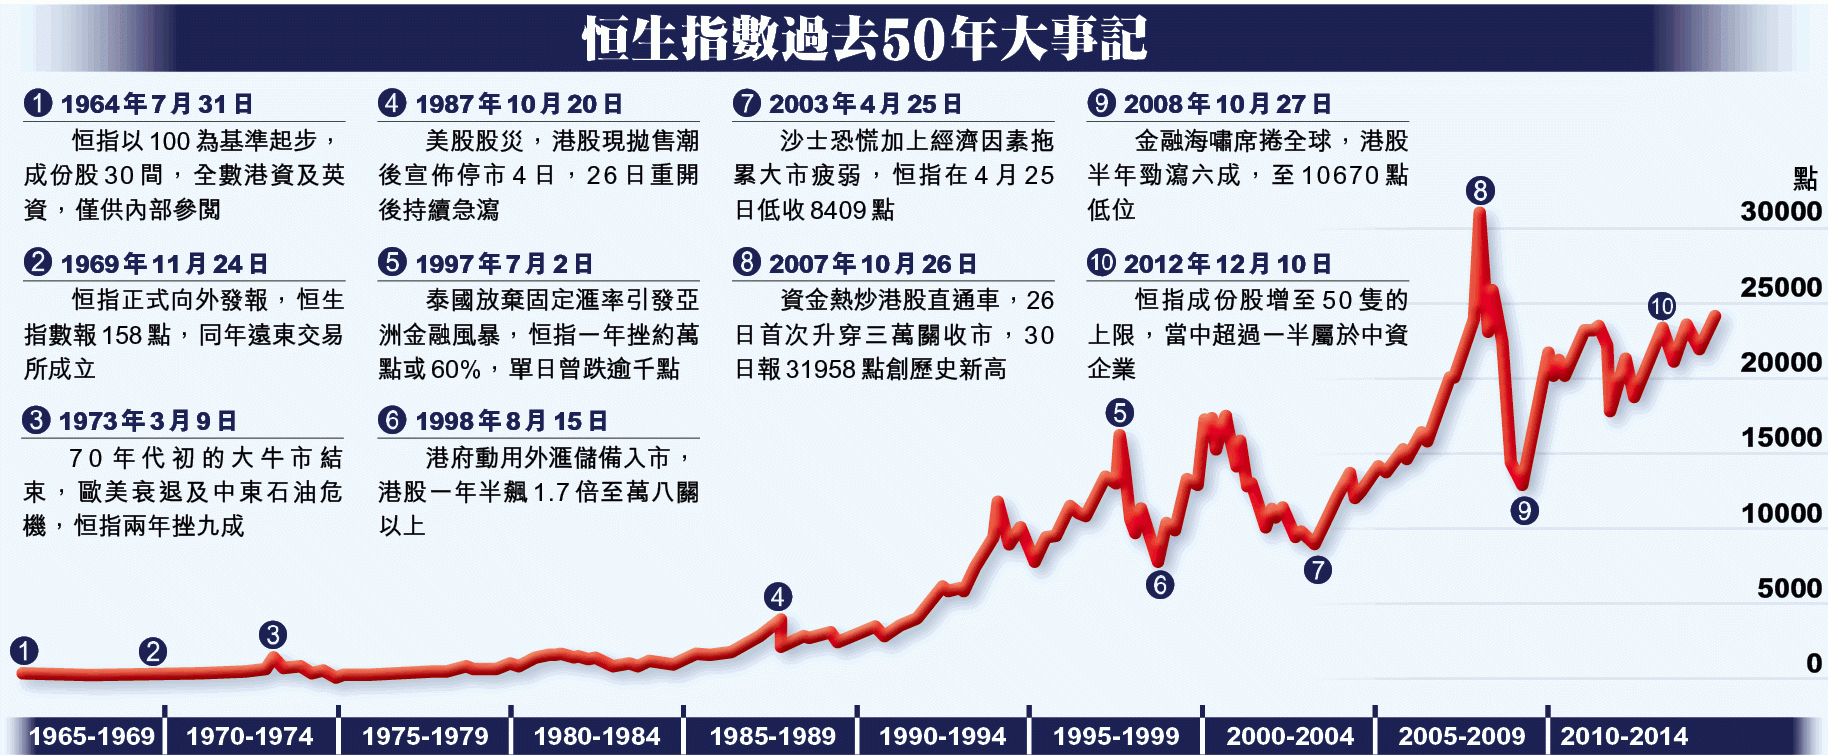 恒生指數過去50年大事記
❶ 1964年7月31日
恒指以100為基準起步，
成份股30間，全數港資及英
資，僅供內部參閱
❷ 1969年11月24日
恒指正式向外發報，恒生
指數報158點，同年遠東交易
所成立
❸ 1973年3月9日
70年代初的大牛市結
束，歐美衰退及中東石油危
機，恒指兩年挫九成
❹ 1987年10月20日
美股股災，港股現拋售潮
後宣佈停市4日，26日重開
後持續急瀉
❺ 1997年7月2日
泰國放棄固定滙率引發亞
洲金融風暴，恒指一年挫約萬
點或60%，單日曾跌逾千點
❻ 1998年8月15日
港府動用外滙儲備入市，
港股一年半飆1.7倍至萬八關
以上
❼ 2003年4月25日
沙士恐慌加上經濟因素拖
累大市疲弱，恒指在4月25
日低收8409點
❽ 2007年10月26日
資金熱炒港股直通車，26
日首次升穿三萬關收市，30
日報31958點創歷史新高
❾ 2008年10月27日
金融海嘯席捲全球，港股
半年勁瀉六成，至10670點
低位
❿ 2012年12月10日
恒指成份股增至50隻的
上限，當中超過一半屬於中資
企業
點
30000
25000
20000
15000
10000
5000
0
❶
❷
❸
❹
❺
❻
❼
❽
❾
❿
1965-1969
1970-1974
1975-1979
1980-1984
1985-1989
1990-1994
1995-1999
2000-2004
2005-2009
2010-2014